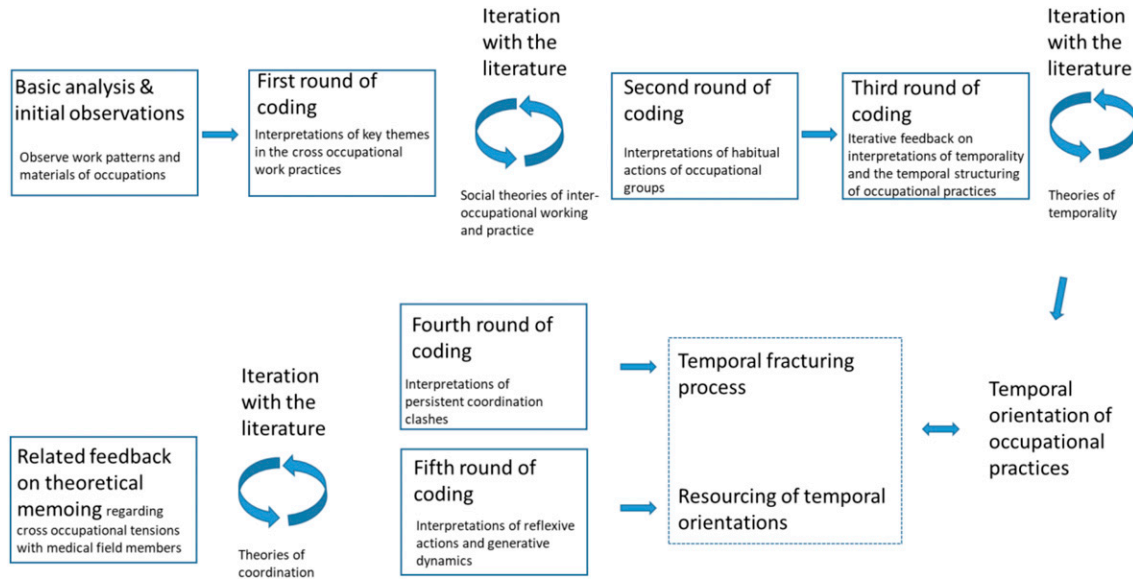 Basic analysis &
initial observations
Observe work patterns and
materials of occupations
First round of
coding
Interpretations of key themes
in the cross occupational
work practices
Iteration
with the
literature
Social theories of inter-
occupational working
and practice
Second round of
coding
Interpretations of habitual
actions of occupational
groups
Third round of
coding
Iterative feedback on
interpretations of temporality
and the temporal structuring
of occupational practices
Iteration
with the
literature
Theories of
temporality
Related feedback
on theoretical
memoing regarding
cross occupational tensions
with medical field members
Iteration
with the
literature
Theories of
coordination
Fourth round of
coding
Interpretations of
persistent coordination
clashes
Fifth round of
coding
Interpretations of reflexive
actions and generative
dynamics
Temporal fracturing
process
Resourcing of temporal
orientations
Temporal
orientation of
occupational
practices